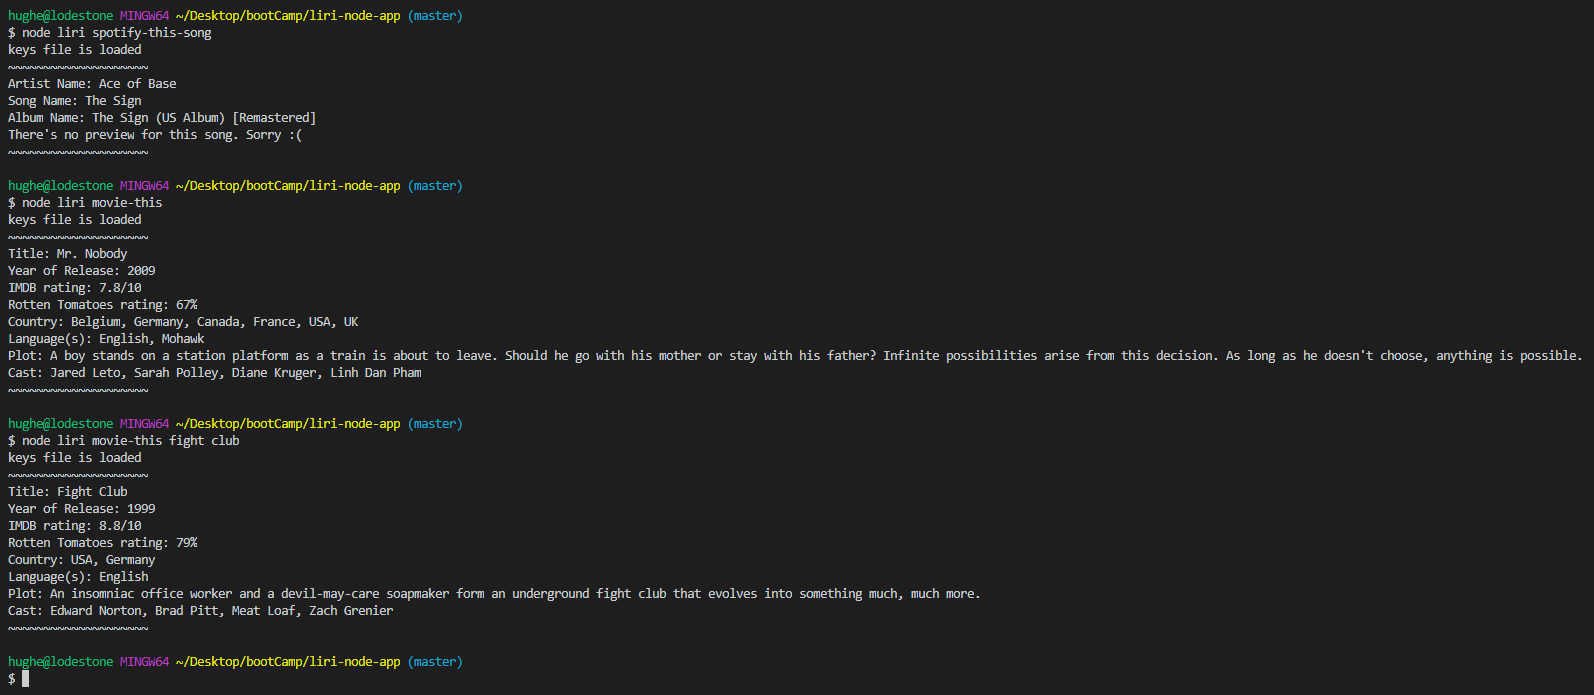 hughe@lodestone MINGW64 ~/Desktop/bootCamp/liri-node-app (master)
$ node liri spotify-this-song
keys file is loaded
~~~~~~~~~~~~~~~~~~~~
Artist Name: Ace of Base
Song Name: The Sign
Album Name: The Sign (US Album) [Remastered]
There's no preview for this song. Sorry :(
~~~~~~~~~~~~~~~~~~~~
hughe@lodestone MINGW64 ~/Desktop/bootCamp/liri-node-app (master)
$ node liri movie-this
keys file is loaded
~~~~~~~~~~~~~~~~~~~~
Title: Mr. Nobody
Year of Release: 2009
IMDB rating: 7.8/10
Rotten Tomatoes rating: 67%
Country: Belgium, Germany, Canada, France, USA, UK
Language(s): English, Mohawk
Plot: A boy stands on a station platform as a train is about to leave. Should he go with his mother or stay with his father? Infinite possibilities arise from this decision. As long as he doesn't choose, anything is possible.
Cast: Jared Leto, Sarah Polley, Diane Kruger, Linh Dan Pham
~~~~~~~~~~~~~~~~~~~~
hughe@lodestone MINGW64 ~/Desktop/bootCamp/liri-node-app (master)
$ node liri movie-this fight club
keys file is loaded
~~~~~~~~~~~~~~~~~~~~
Title: Fight Club
Year of Release: 1999
IMDB rating: 8.8/10
Rotten Tomatoes rating: 79%
Country: USA, Germany
Language(s): English
Plot: An insomniac office worker and a devil-may-care soapmaker form an underground fight club that evolves into something much, much more.
Cast: Edward Norton, Brad Pitt, Meat Loaf, Zach Grenier
~~~~~~~~~~~~~~~~~~~~
hughe@lodestone MINGW64 ~/Desktop/bootCamp/liri-node-app (master)
$